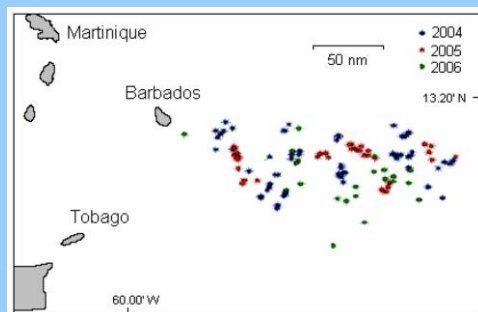 Martinique
2004
2005
50 nm
2006
Barbados
13.20' N
Tobago
60.00' W